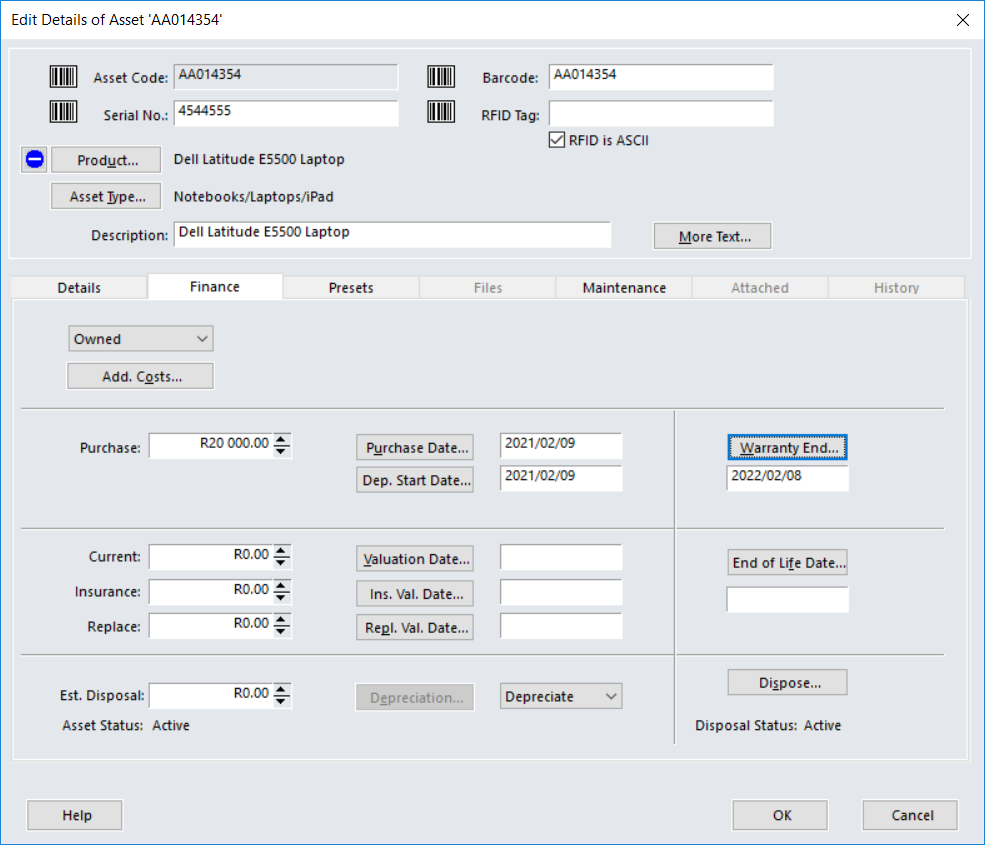 Edit Details of Asset 'AA014354'
Asset Code: AA014354 Barcode: AA014354
Serial No.: 4544555 RFID Tag:
RFID is ASCII
Product... Dell Latitude E5500 Laptop
Asset Type... Notebooks/Laptops/iPad
Description: Dell Latitude E5500 Laptop More Text...
Details Finance Presets Files Maintenance Attached History
Owned
Add. Costs...
Purchase: R20 000.00 Purchase Date... 2021/02/09 Warranty End...
Dep. Start Date... 2021/02/09 2022/02/08
Current: R0.00 Valuation Date... End of Life Date...
Insurance: R0.00 Ins. Val. Date...
Replace: R0.00 Repl. Val. Date...
Est. Disposal: R0.00 Depreciation... Depreciate Dispose...
Asset Status: Active Disposal Status: Active
Help OK Cancel